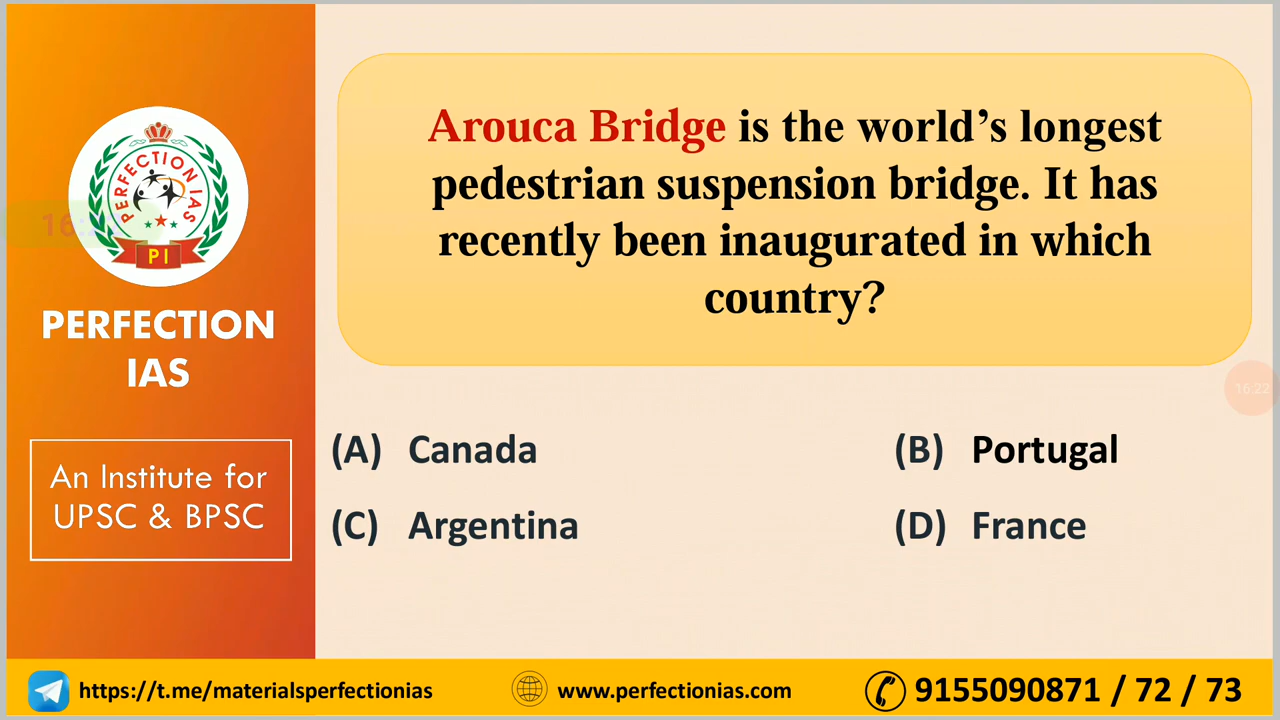 PERFECTION IAS
PI
PERFECTION
IAS
An Institute for
UPSC & BPSC
Arouca Bridge is the world’s longest
pedestrian suspension bridge. It has
recently been inaugurated in which
country?
16:22
(A) Canada
(B) Portugal
(C) Argentina
(D) France
https://t.me/materialsperfectionias
www.perfectionias.com
9155090871 / 72 / 73